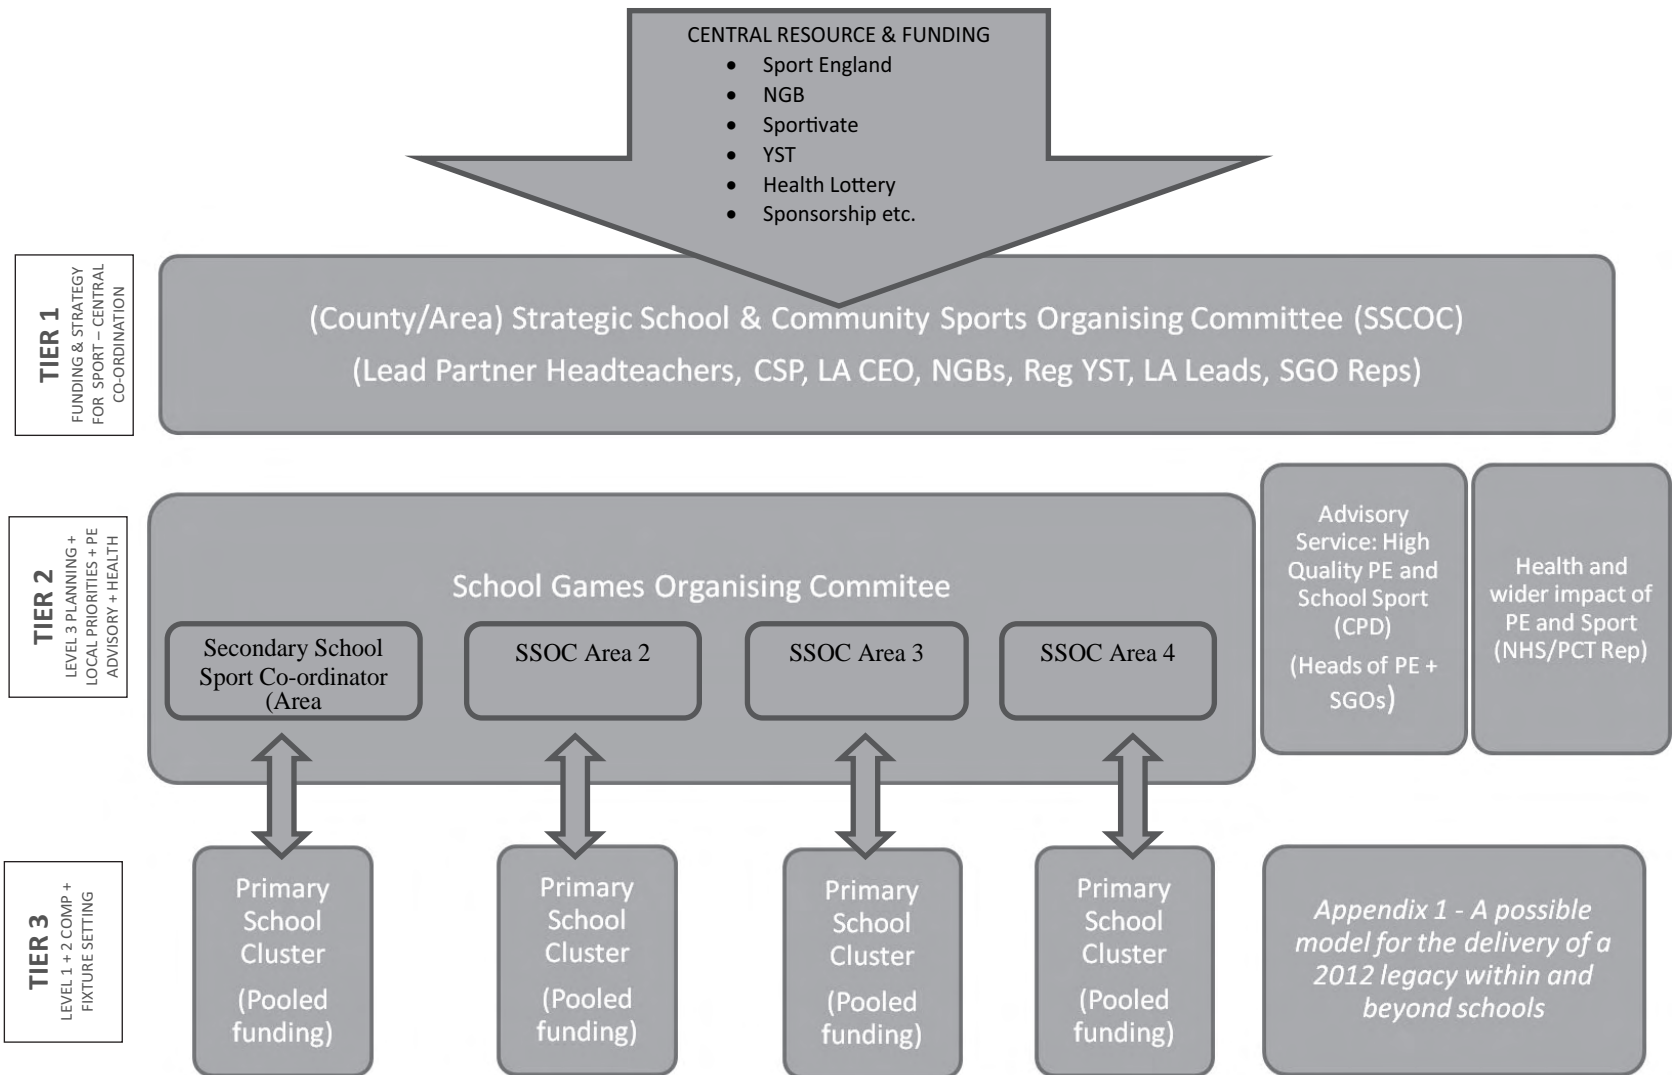 CENTRAL RESOURCE & FUNDING
• Sport England
• NGB
• Sportivate
• YST
• Health Lottery
• Sponsorship etc.
TIER 1
FUNDING & STRATEGY
FOR SPORT – CENTRAL
CO-ORDINATION
(County/Area) Strategic School & Community Sports Organising Committee (SSCOC)
(Lead Partner Headteachers, CSP, LA CEO, NGBs, Reg YST, LA Leads, SGO Reps)
TIER 2
LEVEL 3 PLANNING +
LOCAL PRIORITIES + PE
ADVISORY + HEALTH
School Games Organising Commitee
Secondary School
Sport Co-ordinator
(Area
SSOC Area 2
SSOC Area 3
SSOC Area 4
Advisory
Service: High
Quality PE and
School Sport
(CPD)
(Heads of PE +
SGOs)
Health and
wider impact of
PE and Sport
(NHS/PCT Rep)
TIER 3
LEVEL 1 + 2 COMP +
FIXTURE SETTING
Primary
School
Cluster
(Pooled
funding)
Primary
School
Cluster
(Pooled
funding)
Primary
School
Cluster
(Pooled
funding)
Primary
School
Cluster
(Pooled
funding)
Appendix 1 - A possible
model for the delivery of a
2012 legacy within and
beyond schools